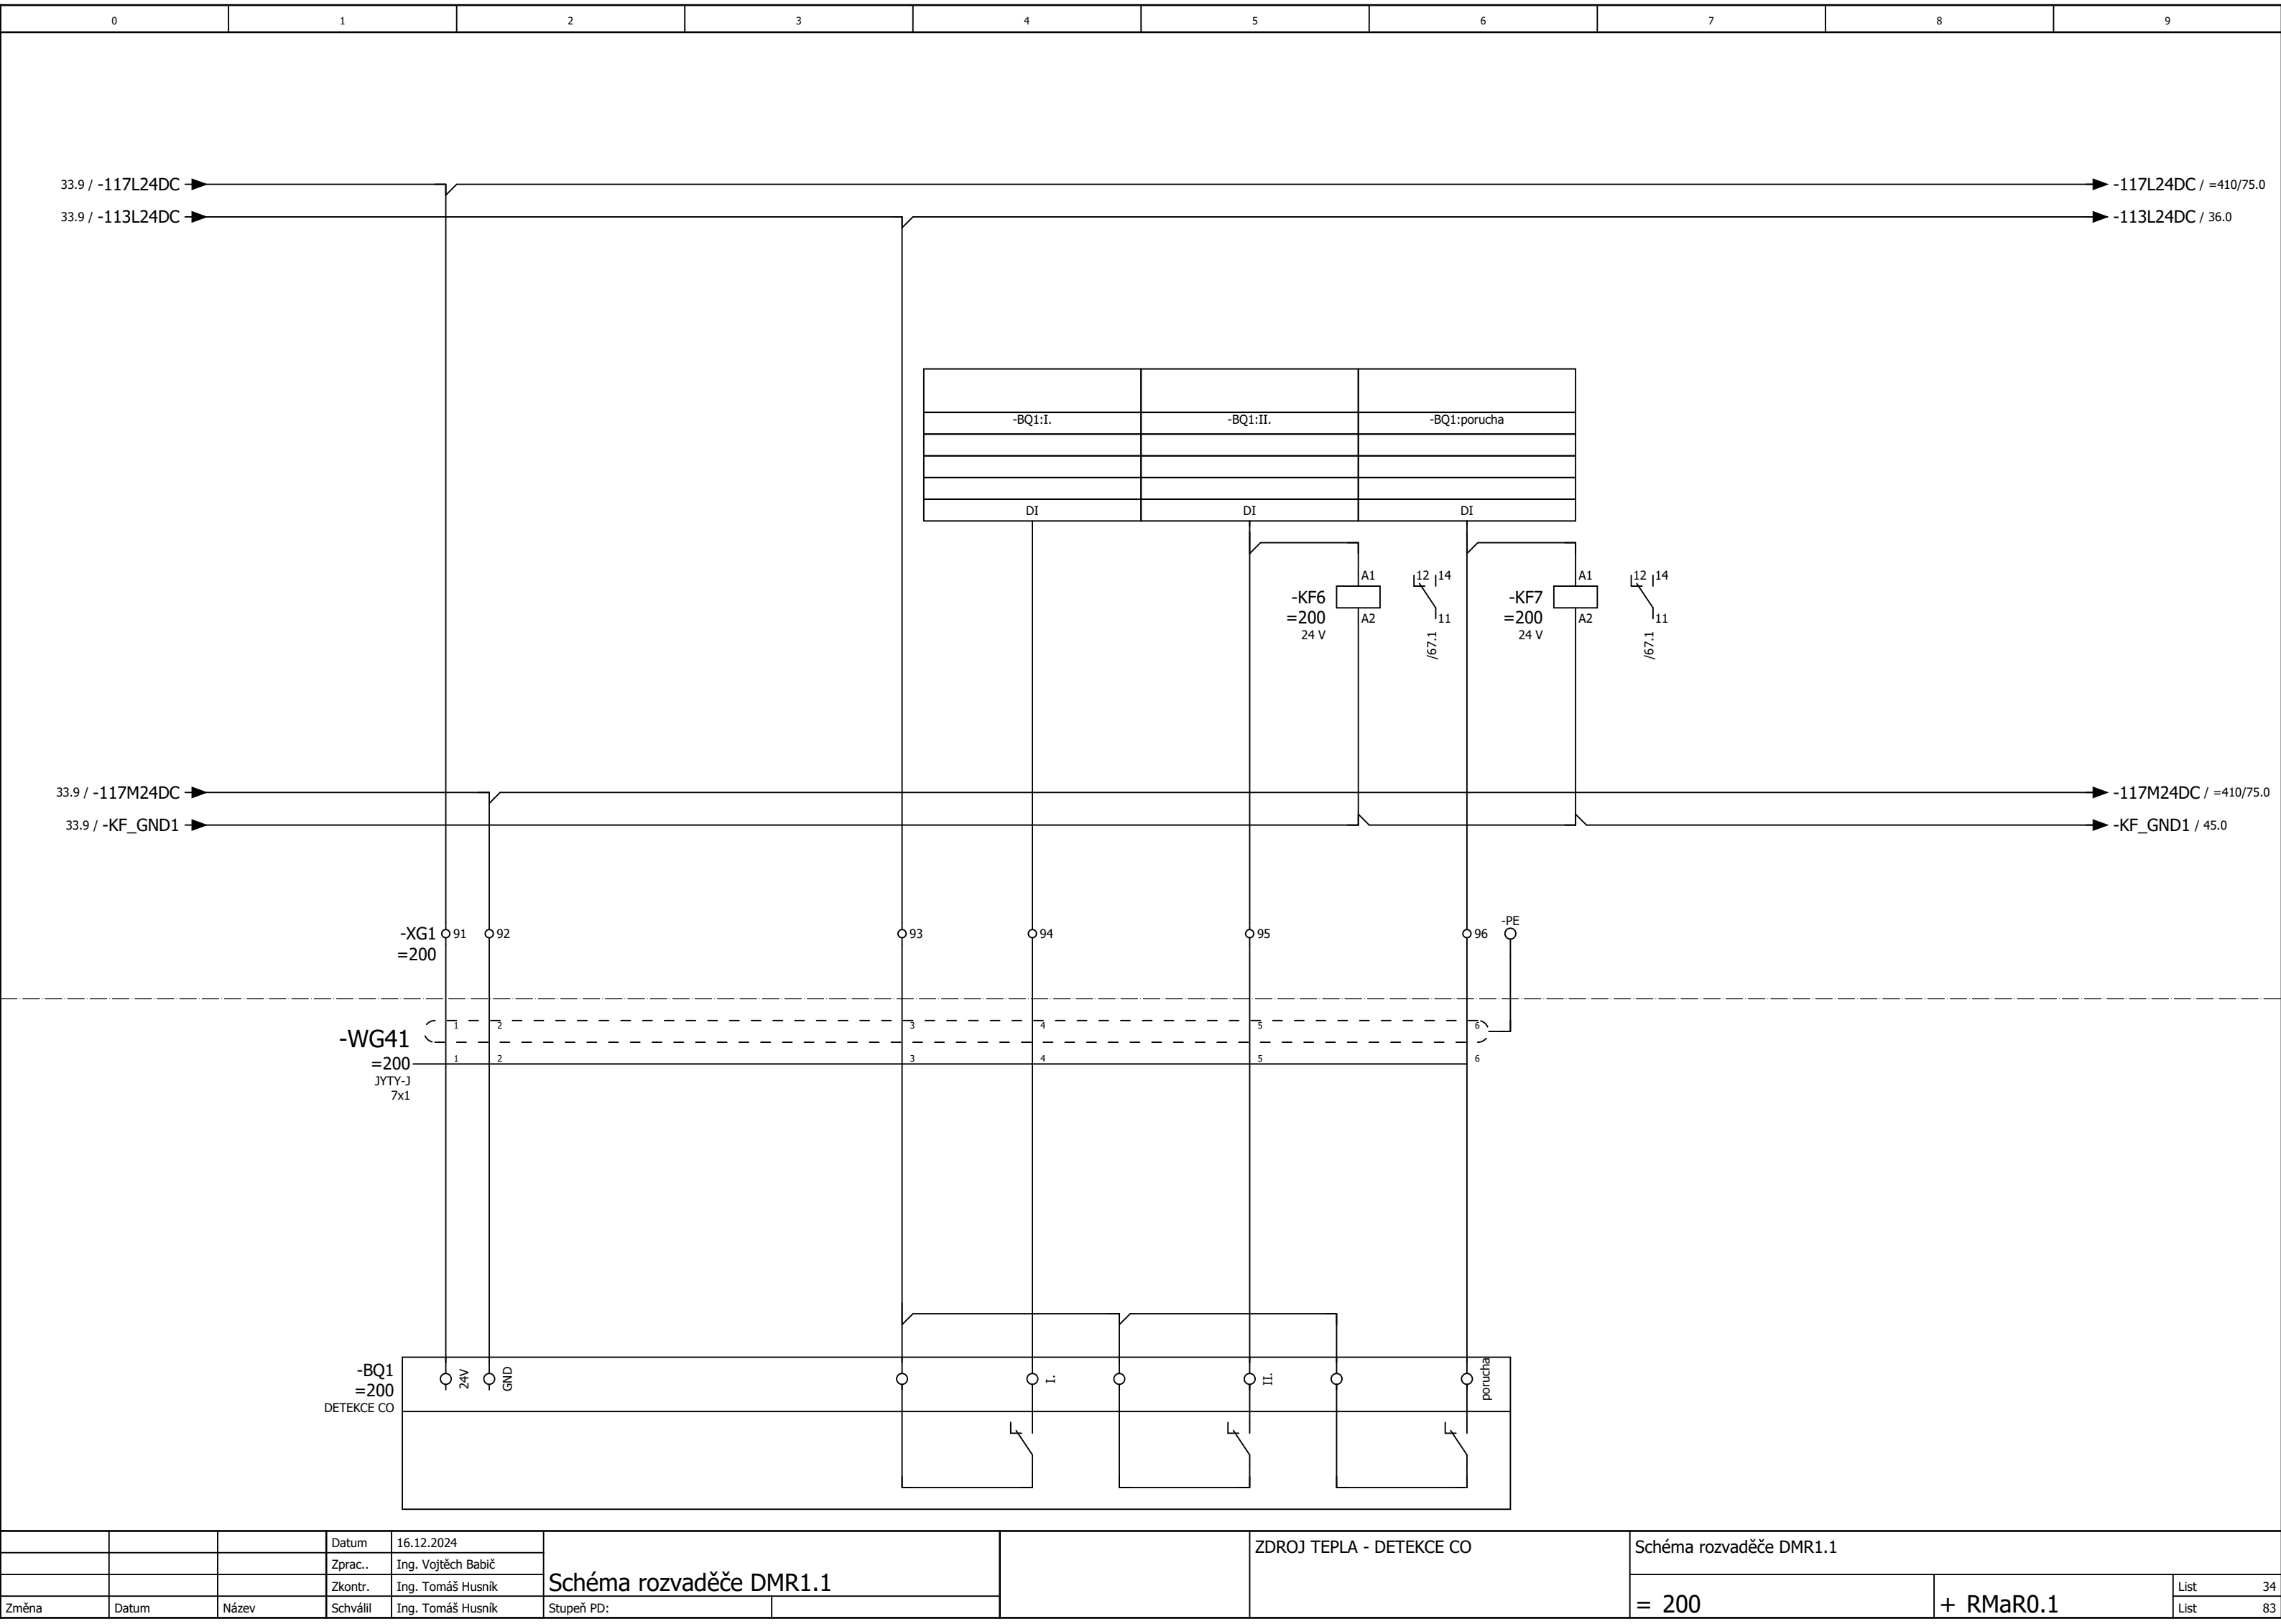 0 1 2 3 4 5 6 7 8 9
33.9 / -117L24DC -117L24DC / =410/75.0
33.9 / -113L24DC -113L24DC / 36.0
-BQ1:I. -BQ1:II. -BQ1:porucha
DI DI DI
A1 12 14 A1 12 14
-KF6 -KF7
=200 A2 11 =200 A2 11
24 V /67.1 24 V /67.1
33.9 / -117M24DC -117M24DC / =410/75.0
33.9 / -KF_GND1 -KF_GND1 / 45.0
-PE
-XG1 91 92 93 94 95 96
=200
1 2 3 4 5 6
-WG41
=200 1 2 3 4 5 6
JYTY-J
7x1
-BQ1 24V GND I. II. porucha
=200
DETEKCE CO
Datum 16.12.2024 ZDROJ TEPLA - DETEKCE CO Schéma rozvaděče DMR1.1
Zprac.. Ing. Vojtěch Babič
Zkontr. Ing. Tomáš Husník Schéma rozvaděče DMR1.1 List 34
Změna Datum Název Schválil Ing. Tomáš Husník Stupeň PD: = 200 + RMaR0.1 List 83